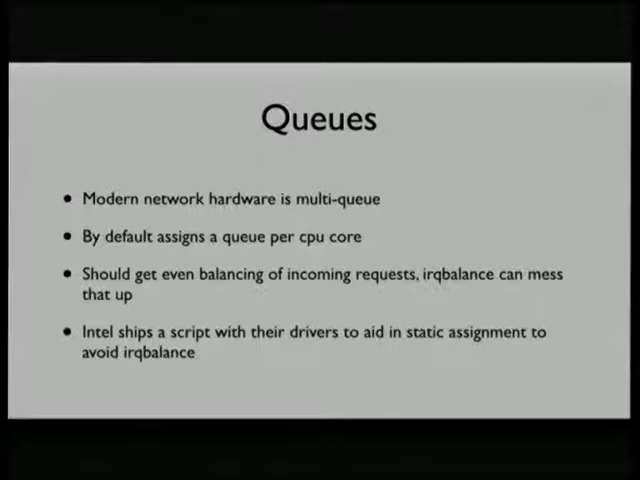 Queues
• Modern network hardware is multi-queue
• By default assigns a queue per cpu core
• Should get even balancing of incoming requests, irqbalance can mess
that up
• Intel ships a script with their drivers to aid in static assignment to
avoid irqbalance